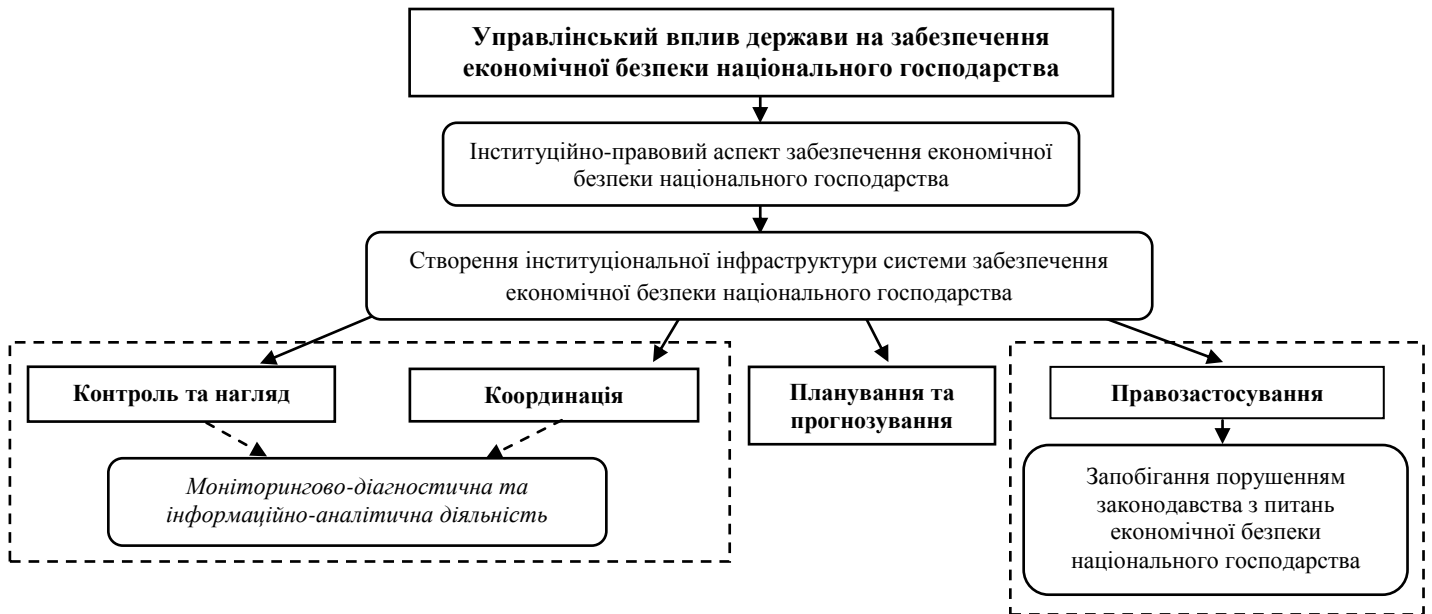 Управлінський вплив держави на забезпечення
економічної безпеки національного господарства
Інституційно-правовий аспект забезпечення економічної
безпеки національного господарства
Створення інституціональної інфраструктури системи забезпечення
економічної безпеки національного господарства
Контроль та нагляд
Координація
Планування та
прогнозування
Правозастосування
Моніторингово-діагностична та
інформаційно-аналітична діяльність
Запобігання порушенням
законодавства з питань
економічної безпеки
національного господарства